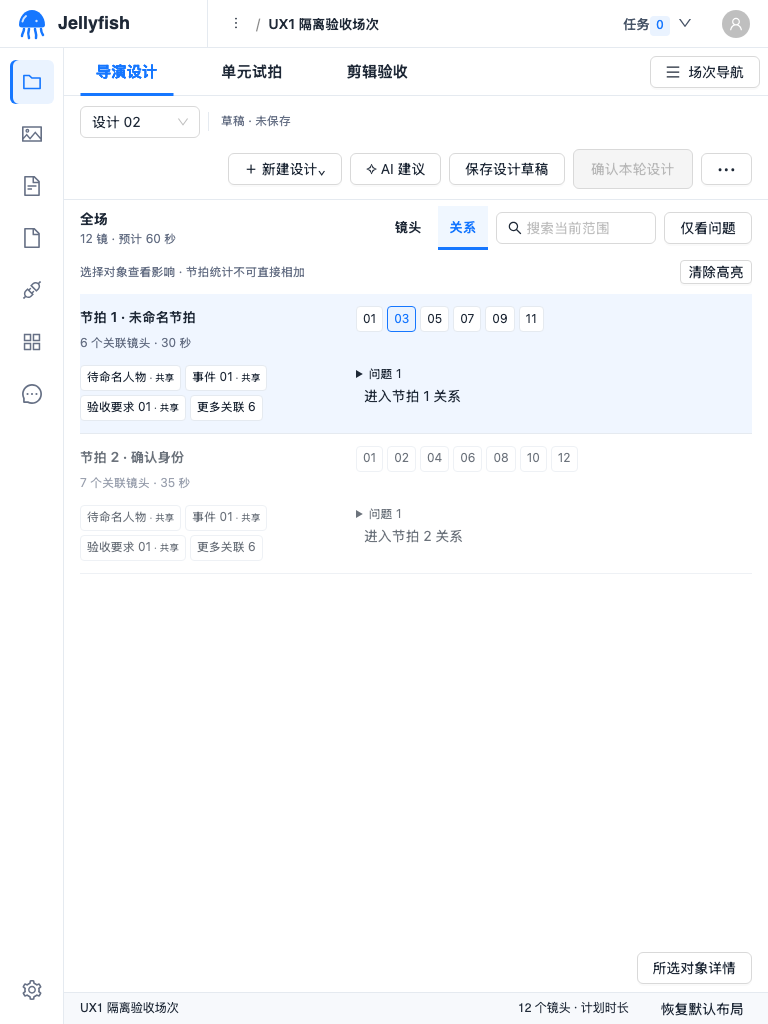 Jellyfish
/ UX1 隔离验收场次
任务 0
导演设计 单元试拍 剪辑验收 场次导航
设计 02 草稿 · 未保存
+ 新建设计 AI 建议 保存设计草稿 确认本轮设计 ···
全场
12 镜 · 预计 60 秒
镜头 关系 搜索当前范围 仅看问题
选择对象查看影响 · 节拍统计不可直接相加 清除高亮
节拍 1 · 未命名节拍 01 03 05 07 09 11
6 个关联镜头 · 30 秒
待命名人物 · 共享 事件 01 · 共享 问题 1
验收要求 01 · 共享 更多关联 6 进入节拍 1 关系
节拍 2 · 确认身份 01 02 04 06 08 10 12
7 个关联镜头 · 35 秒
待命名人物 · 共享 事件 01 · 共享 问题 1
验收要求 01 · 共享 更多关联 6 进入节拍 2 关系
所选对象详情
UX1 隔离验收场次 12 个镜头 · 计划时长 恢复默认布局